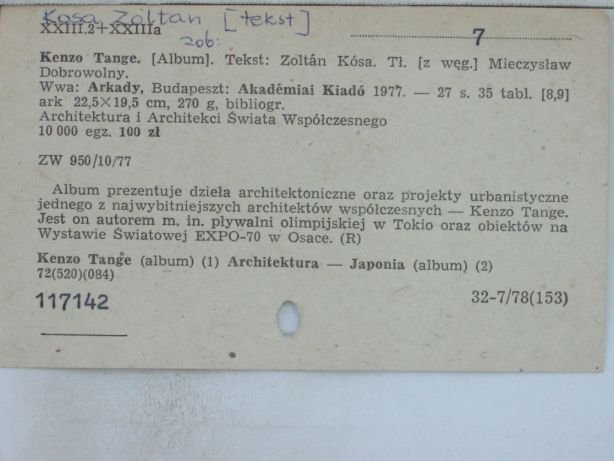 Kosa Zoltan [tekst]
XXIII.2+XXIIIa
zob:
7
Kenzo Tange. [Album]. Tekst: Zoltán Kósa. Tł. [z węg.] Mieczysław
Dobrowolny.
Wwa: Arkady, Budapeszt: Akadémiai Kiadó 1977. — 27 s. 35 tabl. [8,9]
ark 22,5×19,5 cm, 270 g, bibliogr.
Architektura i Architekci Świata Współczesnego
10 000 egz. 100 zł
ZW 950/10/77
Album prezentuje dzieła architektoniczne oraz projekty urbanistyczne
jednego z najwybitniejszych architektów współczesnych — Kenzo Tange.
Jest on autorem m. in. pływalni olimpijskiej w Tokio oraz obiektów na
Wystawie Światowej EXPO-70 w Osace. (R)
Kenzo Tange (album) (1) Architektura — Japonia (album) (2)
72(520)(084)
117142
32-7/78(153)